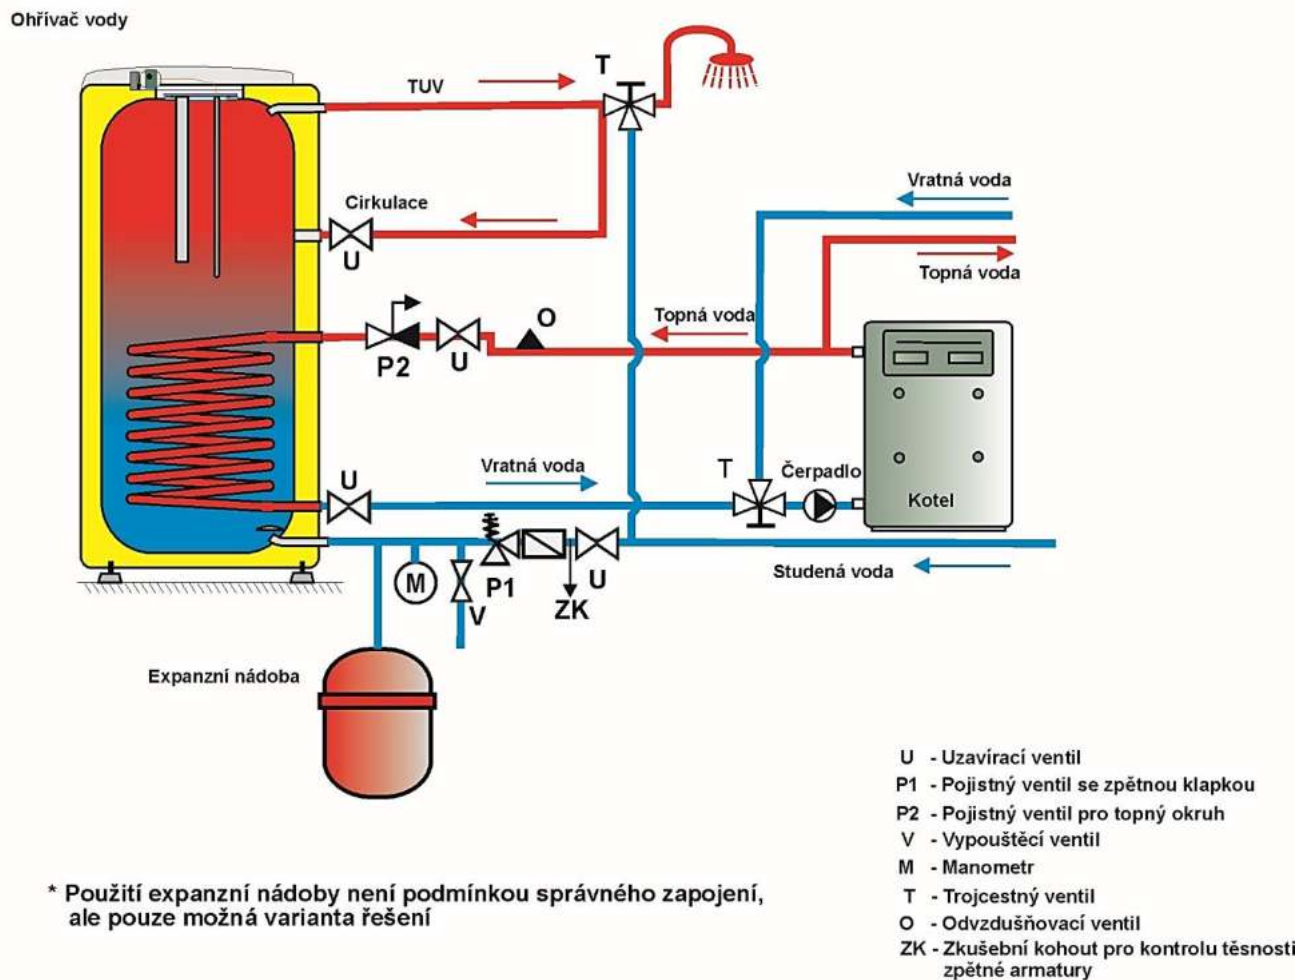 Ohřívač vody
TUV
T
Cirkulace
U
Vratná voda
Topná voda
Topná voda
O
P2
U
U
Vratná voda
T
Čerpadlo
Kotel
M
V
P1
ZK
U
Studená voda
Expanzní nádoba
U - Uzavírací ventil
P1 - Pojistný ventil se zpětnou klapkou
P2 - Pojistný ventil pro topný okruh
V - Vypouštěcí ventil
M - Manometr
T - Trojcestný ventil
O - Odvzdušňovací ventil
ZK - Zkušební kohout pro kontrolu těsnosti
zpětné armatury
* Použití expanzní nádoby není podmínkou správného zapojení,
ale pouze možná varianta řešení